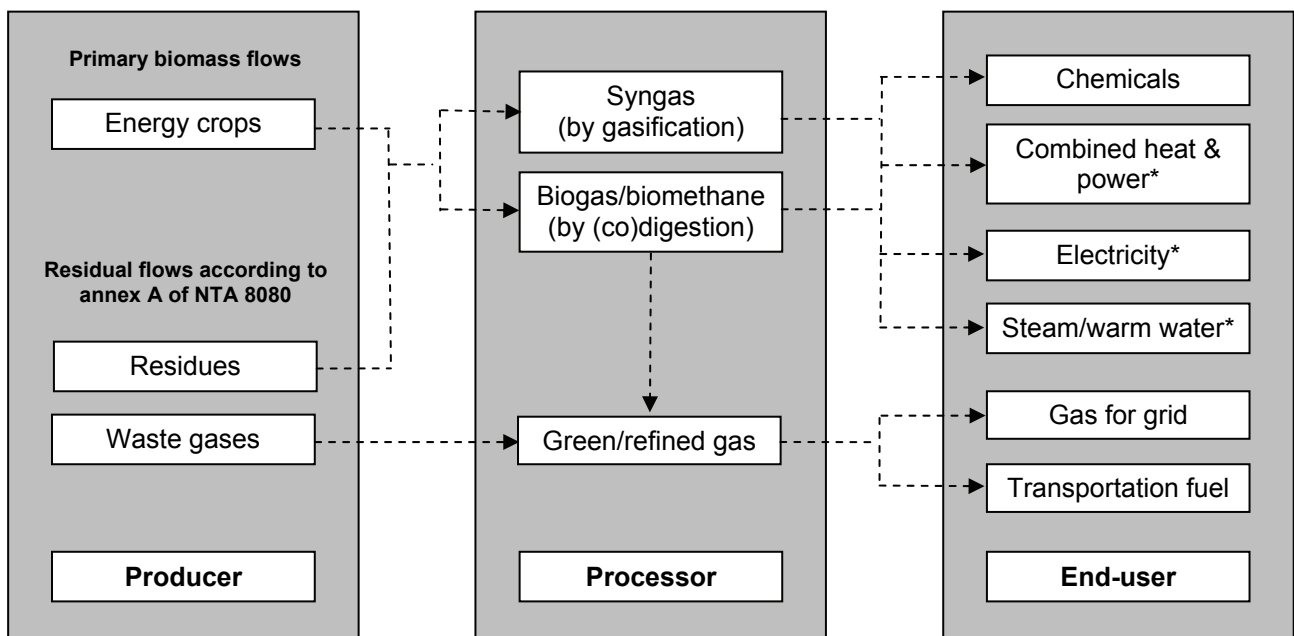 Primary biomass flows
Energy crops
Residual flows according to
annex A of NTA 8080
Residues
Waste gases
Producer
Syngas
(by gasification)
Biogas/biomethane
(by (co)digestion)
Green/refined gas
Processor
Chemicals
Combined heat &
power*
Electricity*
Steam/warm water*
Gas for grid
Transportation fuel
End-user